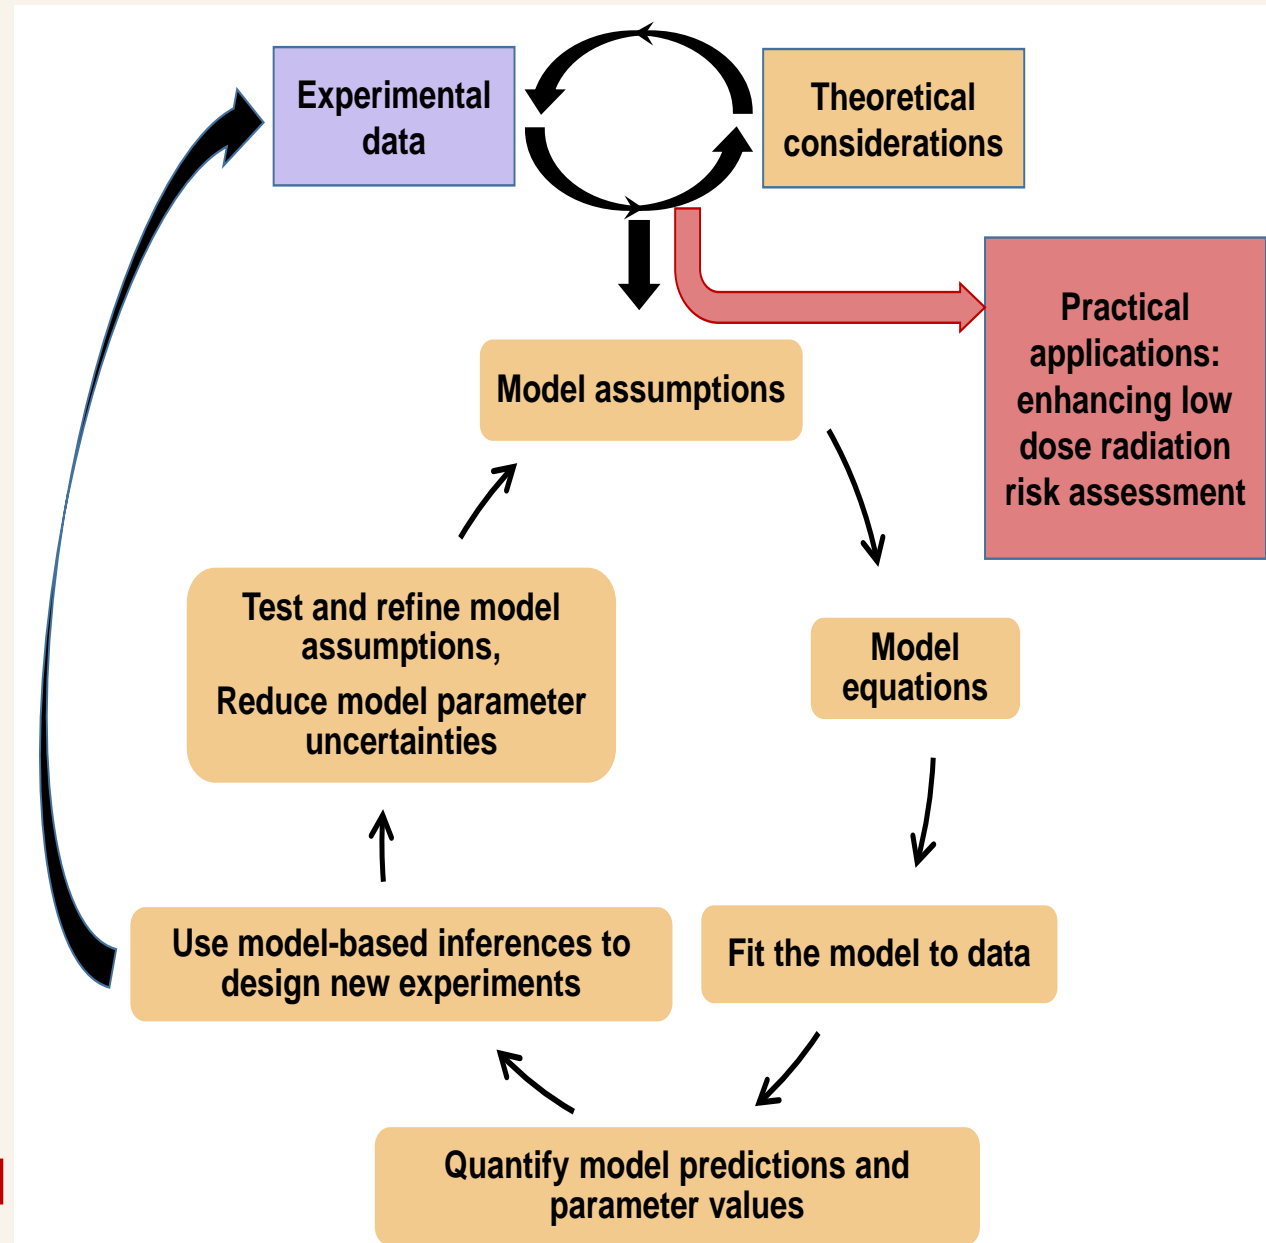 Experimental
data
Theoretical
considerations
Practical
applications:
enhancing low
dose radiation
risk assessment
Model assumptions
Test and refine model
assumptions,
Reduce model parameter
uncertainties
Model
equations
Use model-based inferences to
design new experiments
Fit the model to data
Quantify model predictions and
parameter values